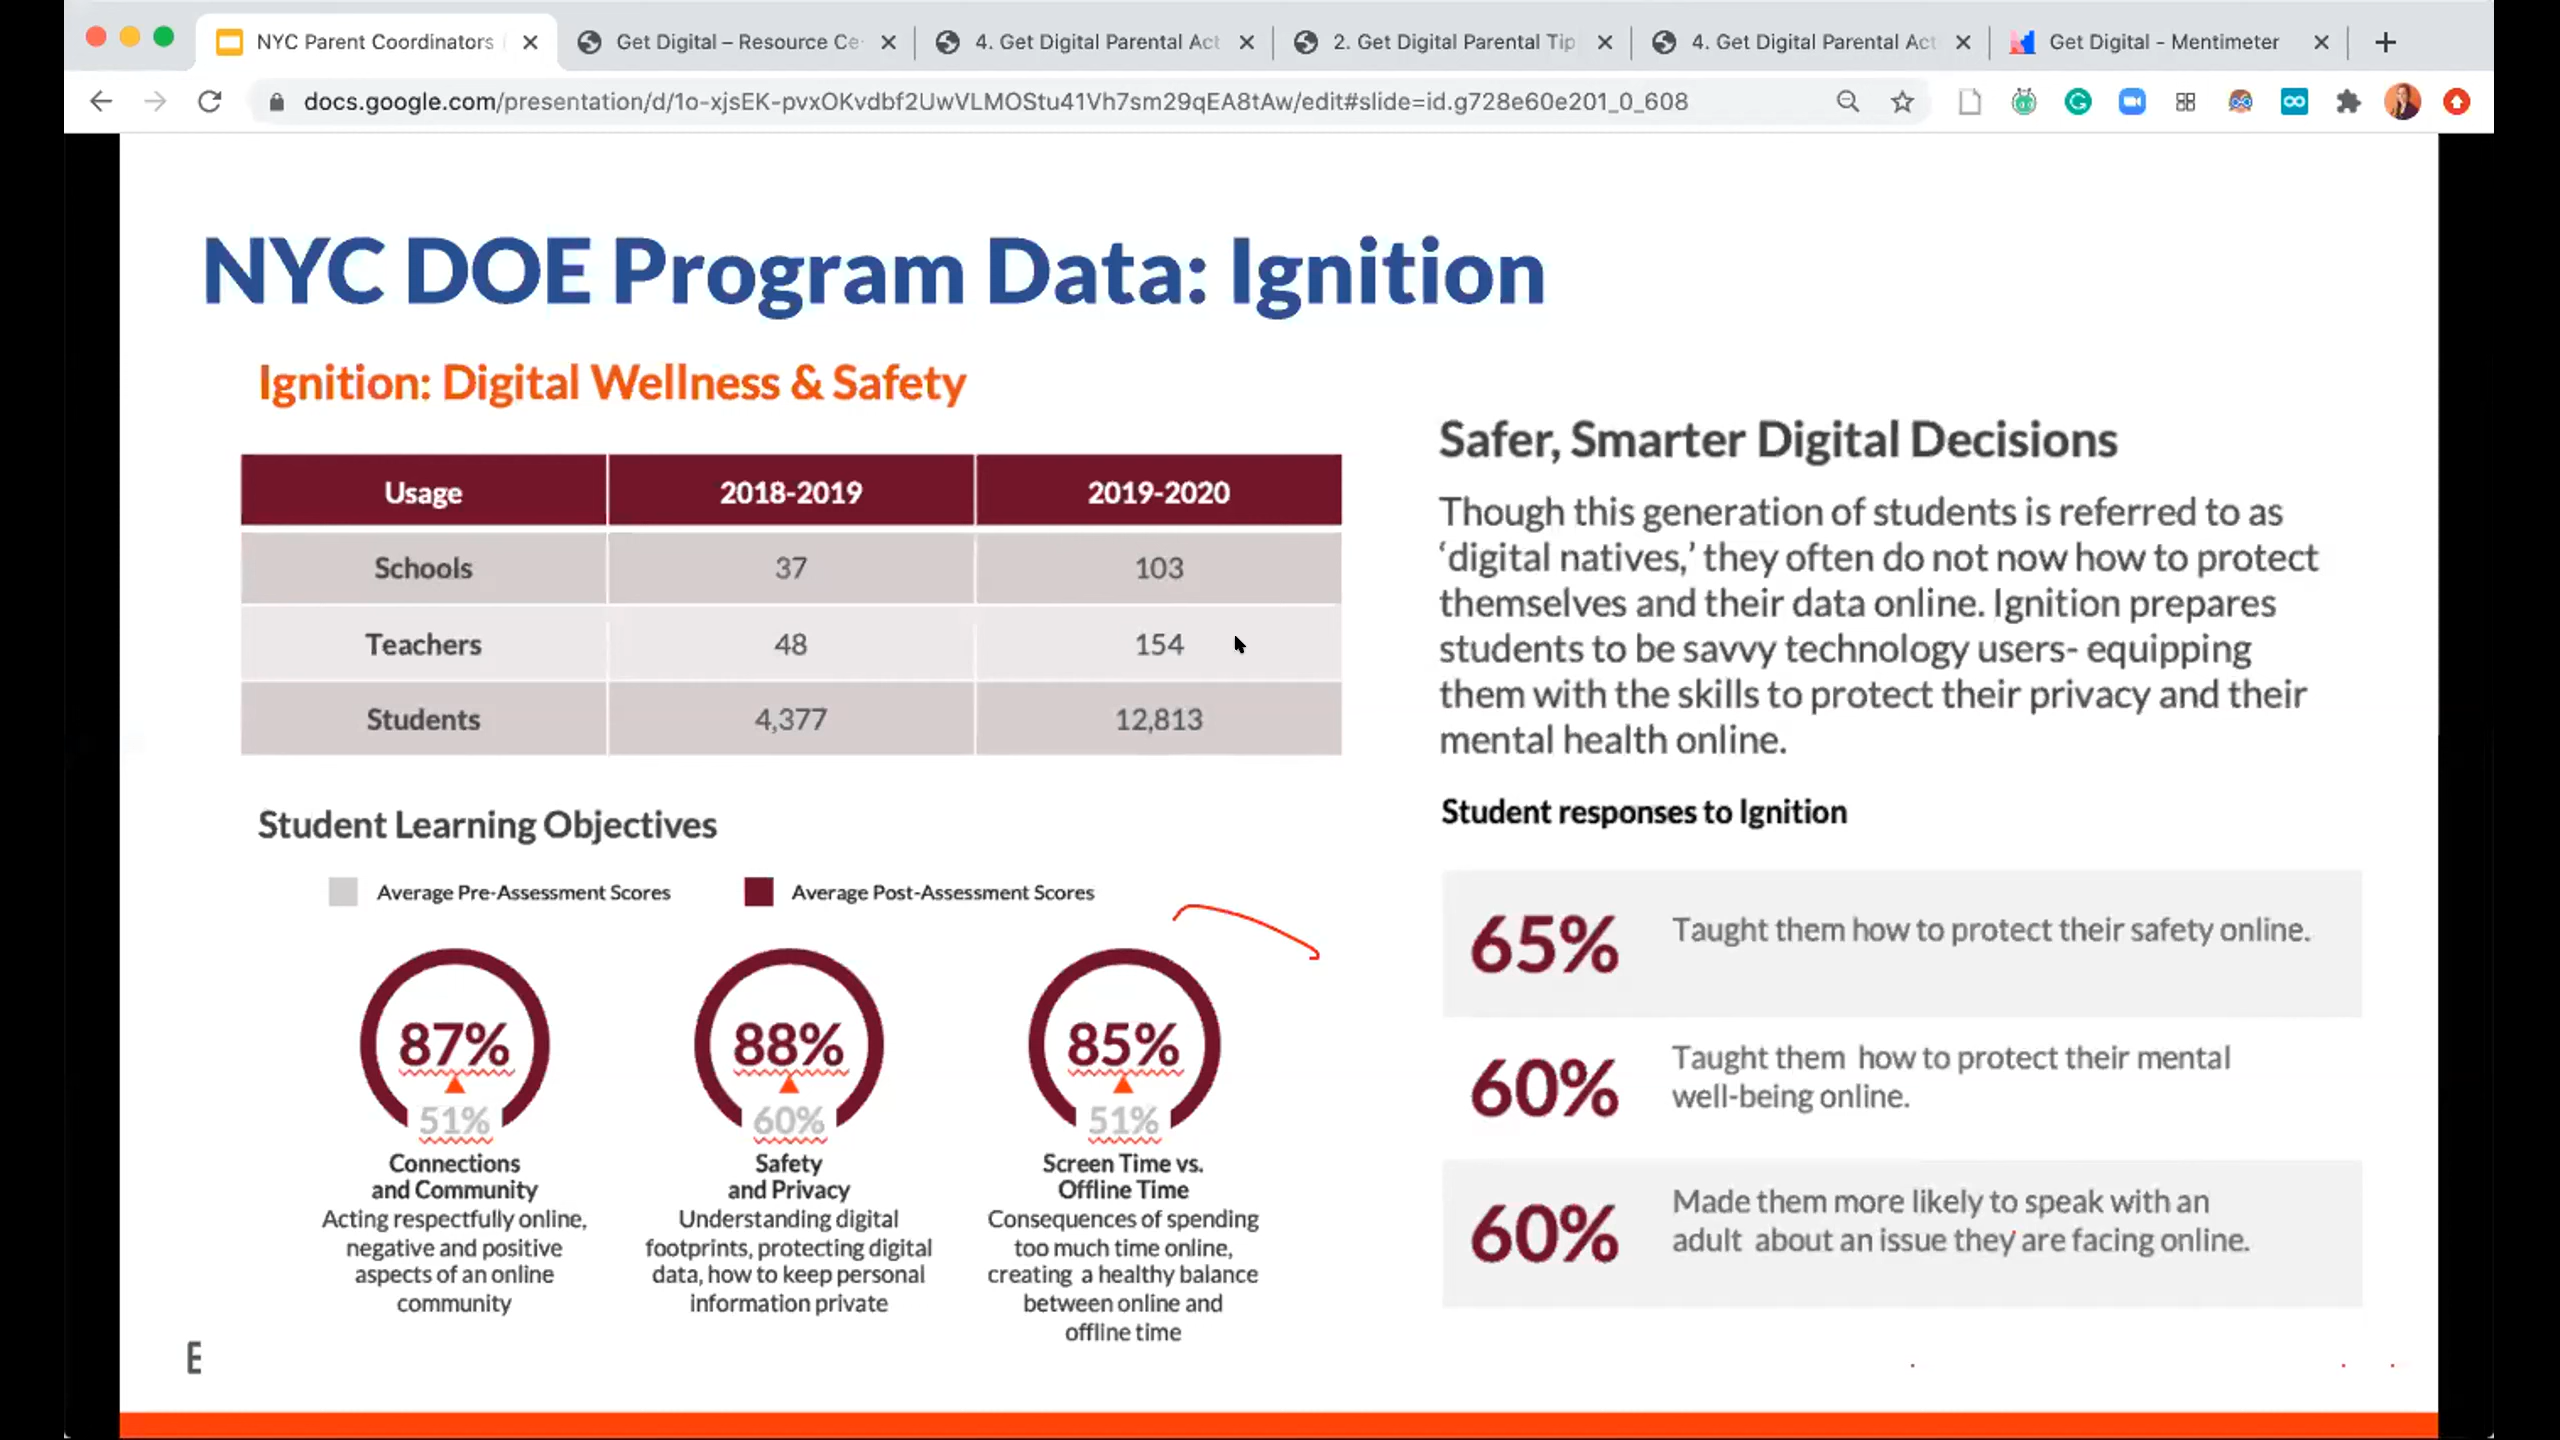 NYC Parent Coordinators
Get Digital – Resource Ce
4. Get Digital Parental Act
2. Get Digital Parental Tip
4. Get Digital Parental Act
Get Digital - Mentimeter
docs.google.com/presentation/d/1o-xjsEK-pvxOKvdbf2UwVLMOStu41Vh7sm29qEA8tAw/edit#slide=id.g728e60e201_0_608
NYC DOE Program Data: Ignition
Ignition: Digital Wellness & Safety
Usage 2018-2019 2019-2020
Schools 37 103
Teachers 48 154
Students 4,377 12,813
Student Learning Objectives
Average Pre-Assessment Scores Average Post-Assessment Scores
87%
51%
Connections
and Community
Acting respectfully online,
negative and positive
aspects of an online
community
88%
60%
Safety
and Privacy
Understanding digital
footprints, protecting digital
data, how to keep personal
information private
85%
51%
Screen Time vs.
Offline Time
Consequences of spending
too much time online,
creating a healthy balance
between online and
offline time
E
Safer, Smarter Digital Decisions
Though this generation of students is referred to as
‘digital natives,’ they often do not now how to protect
themselves and their data online. Ignition prepares
students to be savvy technology users- equipping
them with the skills to protect their privacy and their
mental health online.
Student responses to Ignition
65% Taught them how to protect their safety online.
60% Taught them how to protect their mental
well-being online.
60% Made them more likely to speak with an
adult about an issue they are facing online.